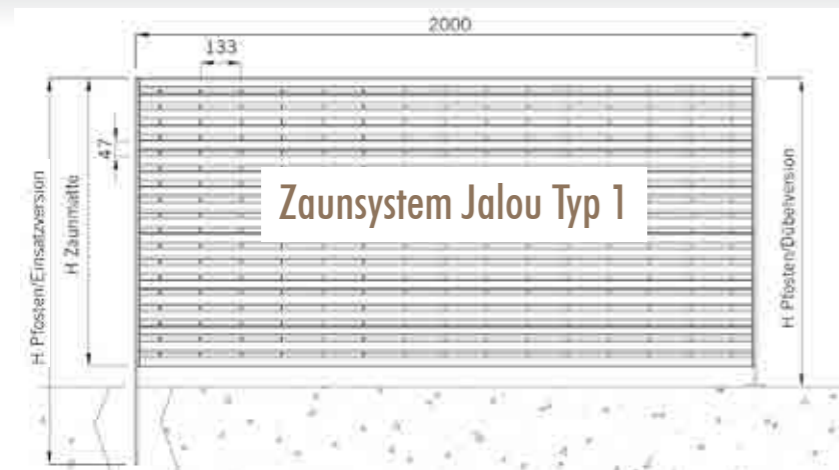 2000
133
47
H Pfosten/Einsatzversion
H Zaunmatte
Zaunsystem Jalou Typ 1
H Pfosten/Dübelversion